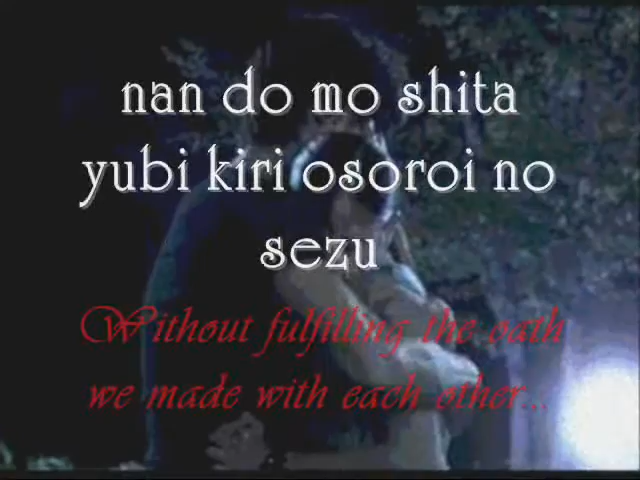 nan do mo shita
yubi kiri osoroi no
sezu
Without fulfilling the oath
we made with each other...